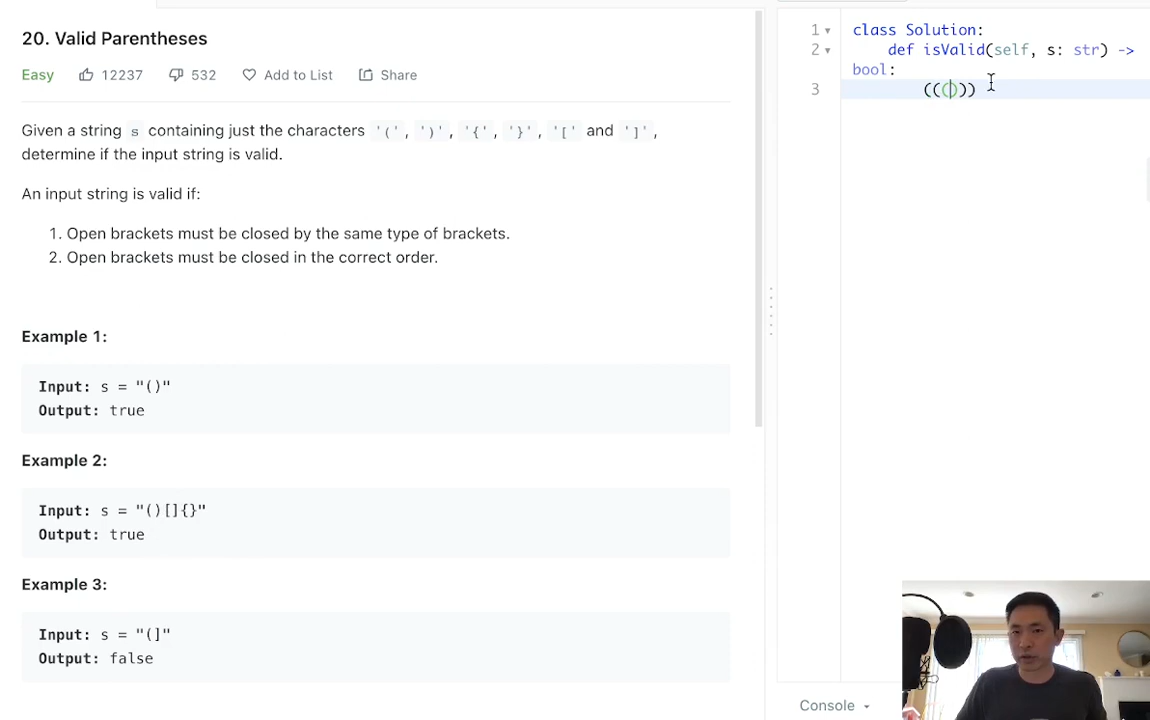 20. Valid Parentheses
Easy 12237 532 Add to List Share
Given a string s containing just the characters '(', ')', '{', '}', '[' and ']',
determine if the input string is valid.
An input string is valid if:
1. Open brackets must be closed by the same type of brackets.
2. Open brackets must be closed in the correct order.
Example 1:
Input: s = "()"
Output: true
Example 2:
Input: s = "()[]{}"
Output: true
Example 3:
Input: s = "(]"
Output: false
1 class Solution:
2 def isValid(self, s: str) ->
bool:
3 ((()))
Console